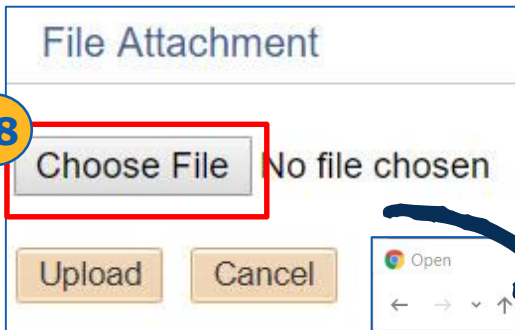 File Attachment
8
Choose File No file chosen
Upload Cancel
Open